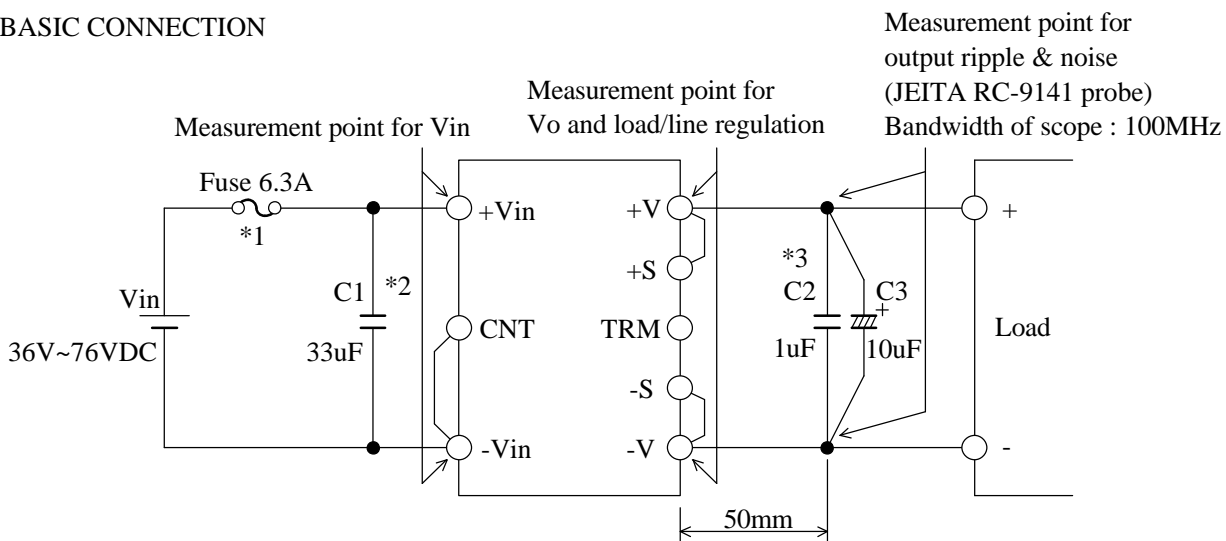 BASIC CONNECTION
Measurement point for
output ripple & noise
(JEITA RC-9141 probe)
Bandwidth of scope : 100MHz
Measurement point for
Vo and load/line regulation
Measurement point for Vin
Fuse 6.3A
*1
+Vin
+V
+
+S
*3
*2
C1
C2
C3
+
Vin
36V~76VDC
33uF
CNT
TRM
1uF
10uF
Load
-S
-Vin
-V
-
50mm